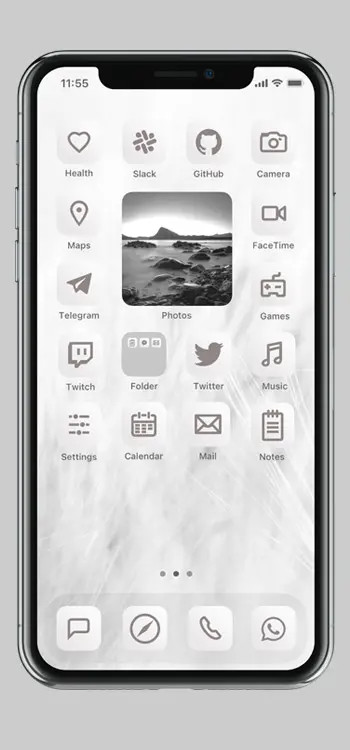 11:55
Health Slack GitHub Camera
Maps FaceTime
Telegram Photos Games
Twitch Folder Twitter Music
Settings Calendar Mail Notes